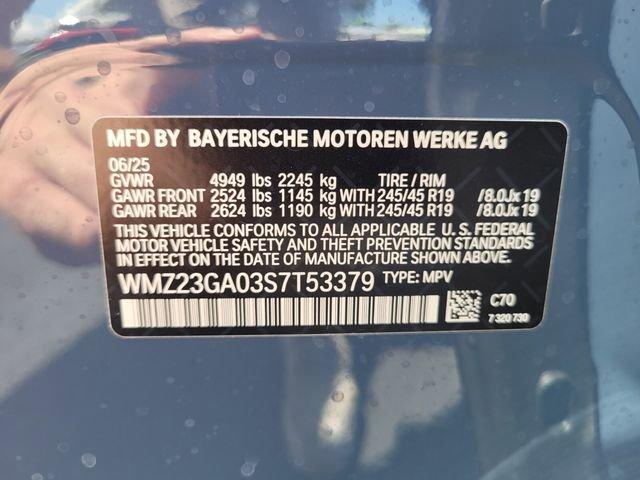 MFD BY BAYERISCHE MOTOREN WERKE AG
06/25
GVWR 4949 lbs 2245 kg TIRE / RIM
GAWR FRONT 2524 lbs 1145 kg WITH 245/45 R19 /8.0Jx19
GAWR REAR 2624 lbs 1190 kg WITH 245/45 R19 /8.0Jx19
THIS VEHICLE CONFORMS TO ALL APPLICABLE U. S. FEDERAL
MOTOR VEHICLE SAFETY AND THEFT PREVENTION STANDARDS
IN EFFECT ON THE DATE OF MANUFACTURE SHOWN ABOVE.
WMZ23GA03S7T53379 TYPE: MPV
C70
7 320 730